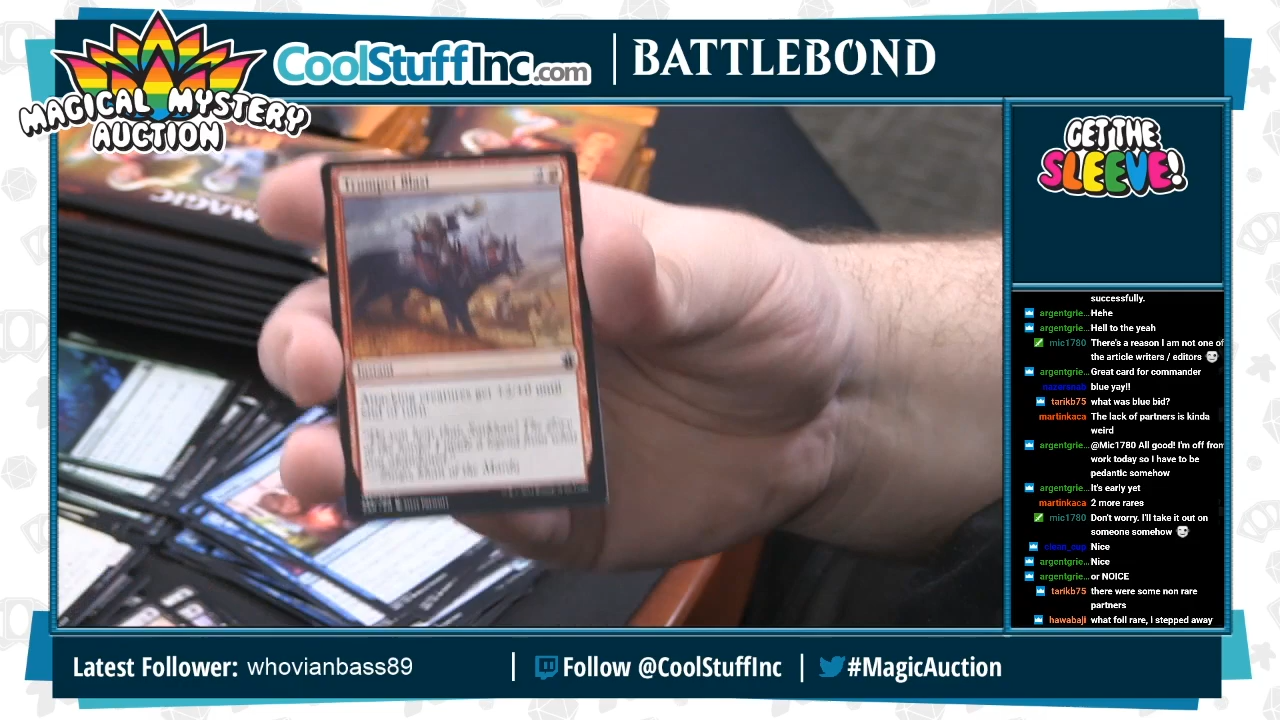 MAGICAL MYSTERY
AUCTION
CoolStuffInc.com
BATTLEBOND
GET THE
SLEEVE!
MAGIC
Trumpet Blast
Instant
creatures get +2/+0 until
end of turn.
successfully.
argentgrie... Hehe
argentgrie... Hell to the yeah
mic1780 There's a reason I am not one of
the article writers / editors
argentgrie... Great card for commander
blue yay!!
tarikb75 what was blue bid?
martinkaca The lack of partners is kinda
weird
argentgrie... @Mic1780 All good! I'm off from
work today so I have to be
pedantic somehow
argentgrie... It's early yet
martinkaca 2 more rares
mic1780 Don't worry. I'll take it out on
someone somehow
clean_cup Nice
argentgrie... Nice
argentgrie... or NOICE
tarikb75 there were some non rare
partners
hawabaji what foil rare, I stepped away
Latest Follower: whovianbass89
Follow @CoolStuffInc
#MagicAuction